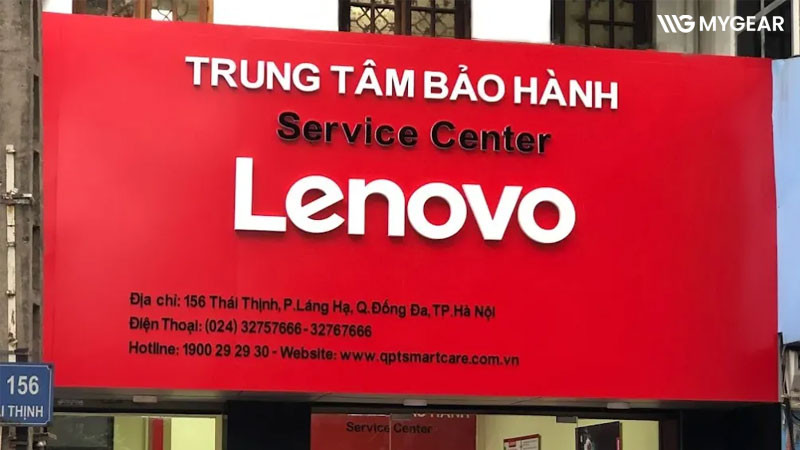 MYGEAR
TRUNG TÂM BẢO HÀNH
Service Center
Lenovo
Địa chỉ: 156 Thái Thịnh, P.Láng Hạ, Q.Đống Đa, TP.Hà Nội
Điện Thoại: (024) 32757666 - 32767666
Hotline: 1900 29 29 30 - Website: www.qptsmartcare.com.vn
156
THỊNH
HÀNH
Service Center